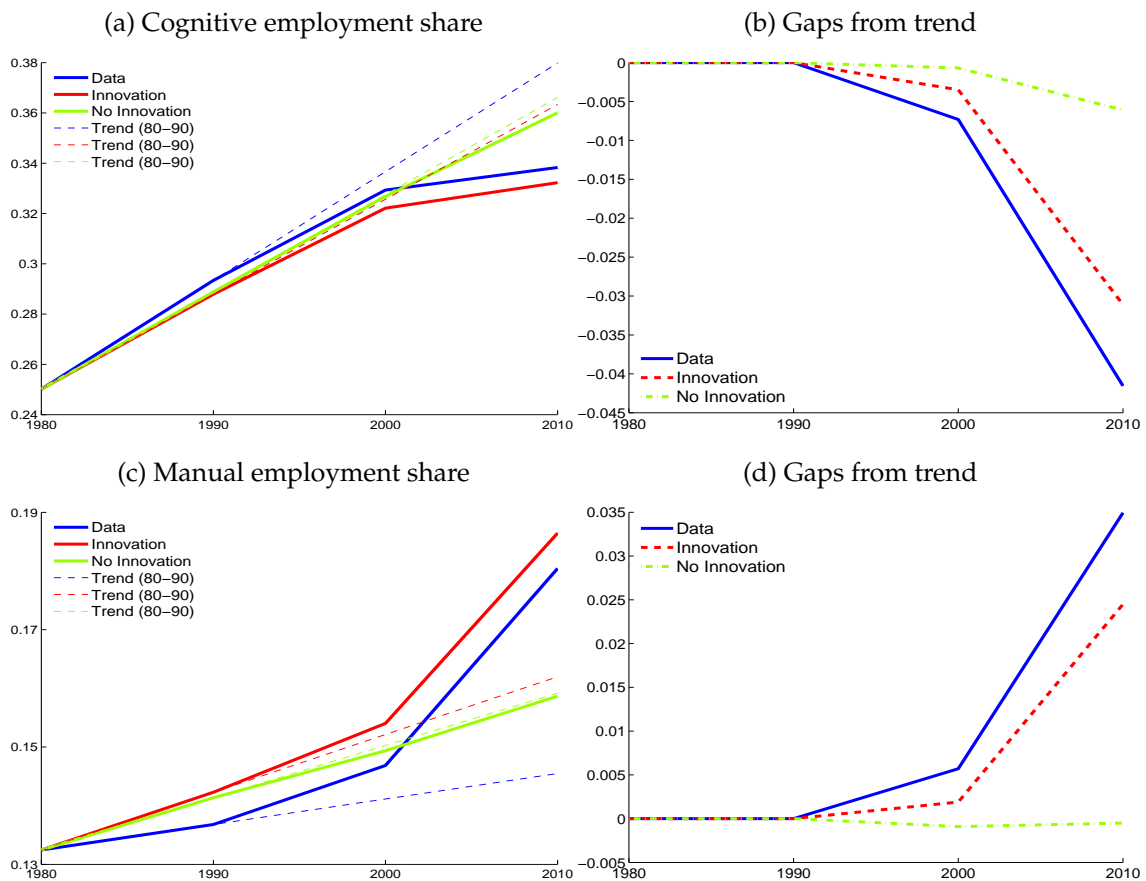 (a) Cognitive employment share
0.38
0.36
0.34
0.32
0.3
0.28
0.26
0.24
1980
1990
2000
2010
Data
Innovation
No Innovation
Trend (80−90)
Trend (80−90)
Trend (80−90)
(b) Gaps from trend
0
−0.005
−0.01
−0.015
−0.02
−0.025
−0.03
−0.035
−0.04
−0.045
1980
1990
2000
2010
Data
Innovation
No Innovation
(c) Manual employment share
0.19
0.17
0.15
0.13
1980
1990
2000
2010
Data
Innovation
No Innovation
Trend (80−90)
Trend (80−90)
Trend (80−90)
(d) Gaps from trend
0.035
0.03
0.025
0.02
0.015
0.01
0.005
0
−0.005
1980
1990
2000
2010
Data
Innovation
No Innovation